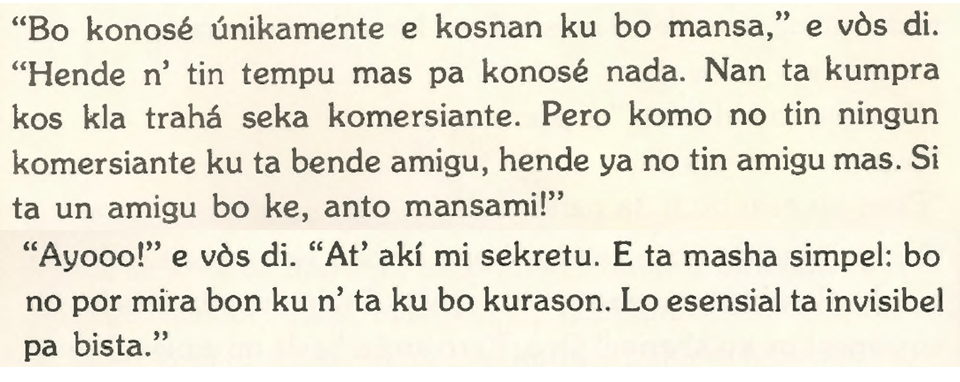 “Bo konosé únikamente e kosnan ku bo mansa,” e vòs di.
“Hende n’ tin tempu mas pa konosé nada. Nan ta kumpra
kos kla trahá seka komersiante. Pero komo no tin ningun
komersiante ku ta bende amigu, hende ya no tin amigu mas. Si
ta un amigu bo ke, anto mansami!”
“Ayooo!” e vòs di. “At’ akí mi sekretu. E ta masha simpel: bo
no por mira bon ku n’ ta ku bo kurason. Lo esensial ta invisibel
pa bista.”